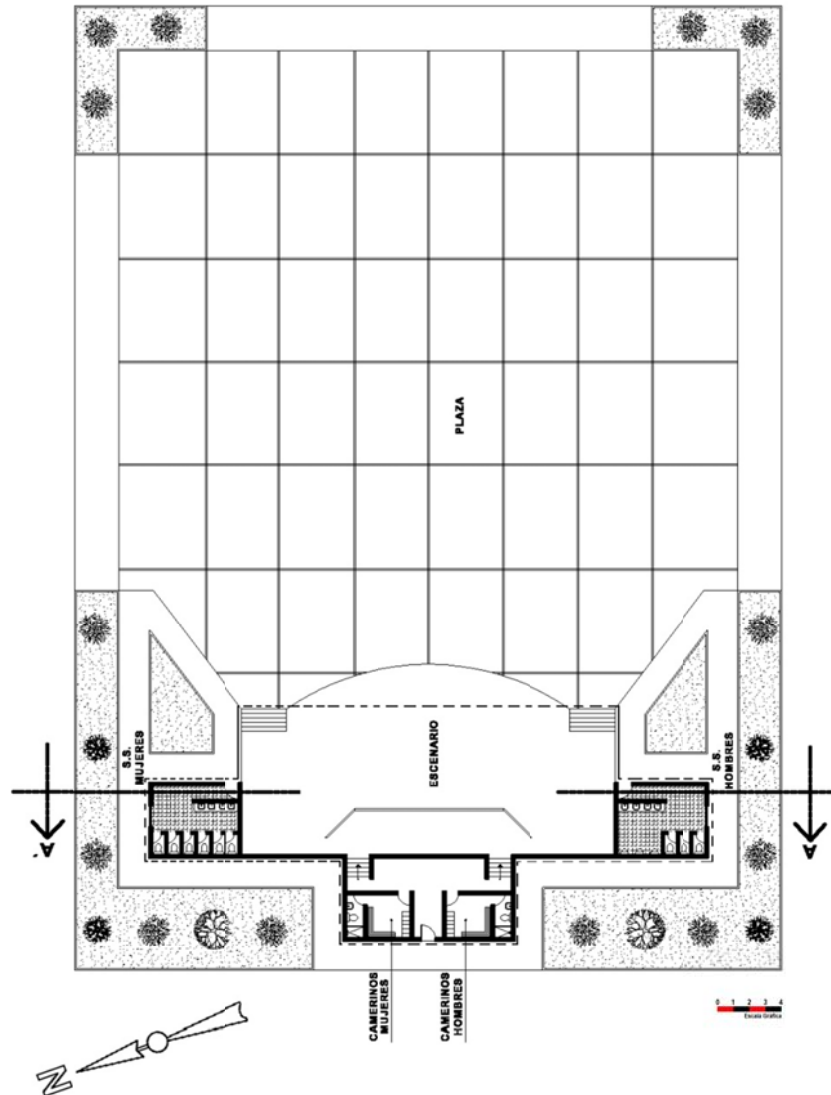 PLAZA
ESCENARIO
S.S.
MUJERES
S.S.
HOMBRES
A
A
CAMERINOS
MUJERES
CAMERINOS
HOMBRES
N
0 1 2 3 4
Escala Gráfica